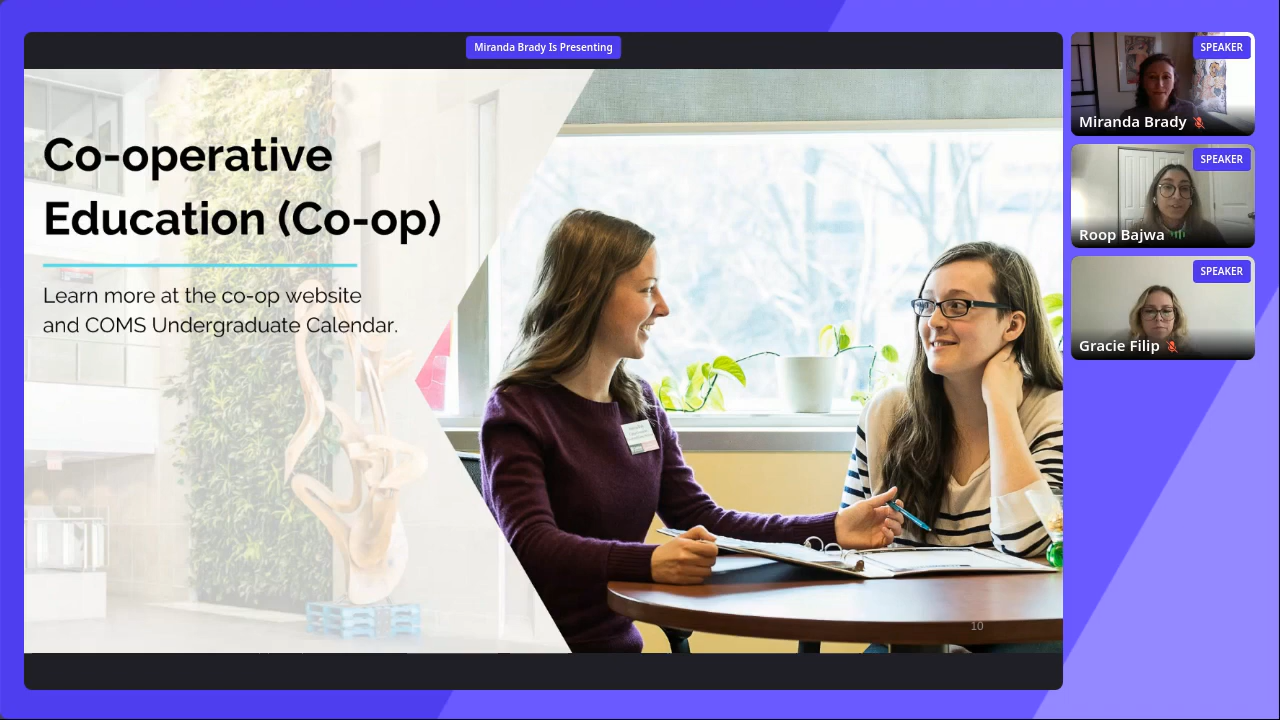 Miranda Brady Is Presenting
Co-operative
Education (Co-op)
Learn more at the co-op website
and COMS Undergraduate Calendar.
10
SPEAKER
Miranda Brady
SPEAKER
Roop Bajwa
SPEAKER
Gracie Filip